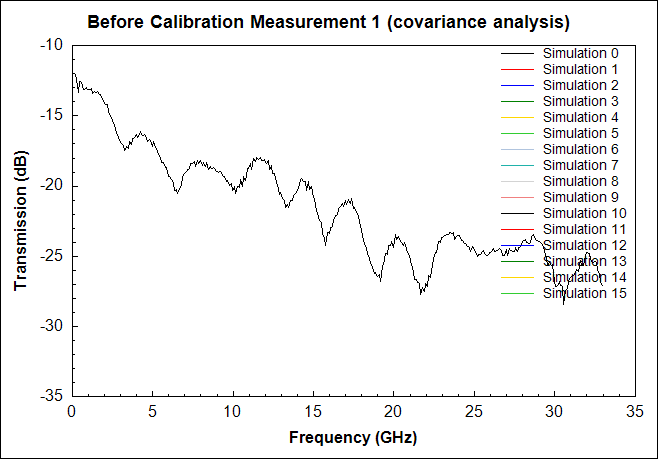 Before Calibration Measurement 1 (covariance analysis)
-10
-15
-20
-25
-30
-35
Transmission (dB)
Simulation 0
Simulation 1
Simulation 2
Simulation 3
Simulation 4
Simulation 5
Simulation 6
Simulation 7
Simulation 8
Simulation 9
Simulation 10
Simulation 11
Simulation 12
Simulation 13
Simulation 14
Simulation 15
0 5 10 15 20 25 30 35
Frequency (GHz)